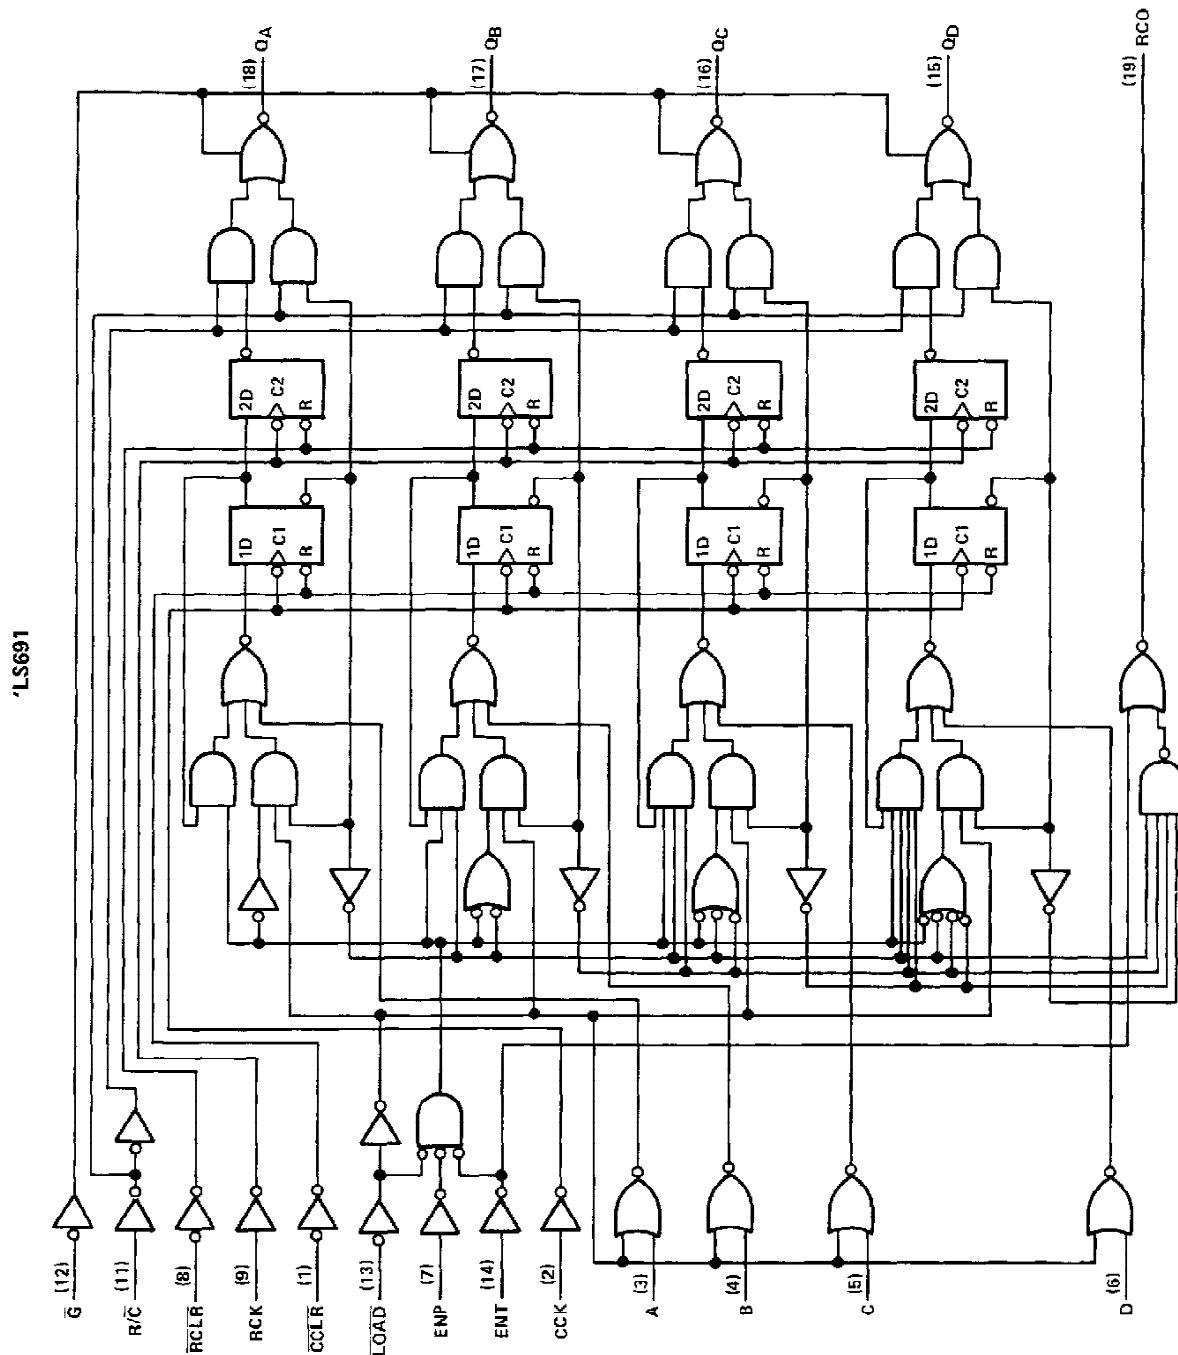 'LS691
G (12)
R/C (11)
RCLR (8)
RCK (9)
CCLR (1)
LOAD (13)
ENP (7)
ENT (14)
CCK (2)
A (3)
B (4)
C (5)
D (6)
1D C1 R
2D C2 R
(18) QA
1D C1 R
2D C2 R
(17) QB
1D C1 R
2D C2 R
(16) QC
1D C1 R
2D C2 R
(15) QD
(19) RCO